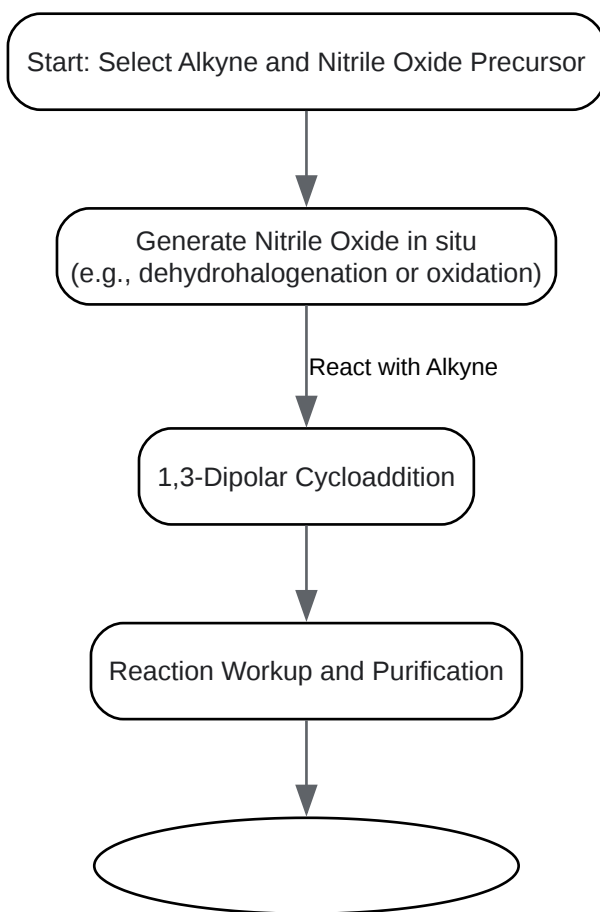 Start: Select Alkyne and Nitrile Oxide Precursor
Generate Nitrile Oxide in situ
(e.g., dehydrohalogenation or oxidation)
React with Alkyne
1,3-Dipolar Cycloaddition
Reaction Workup and Purification